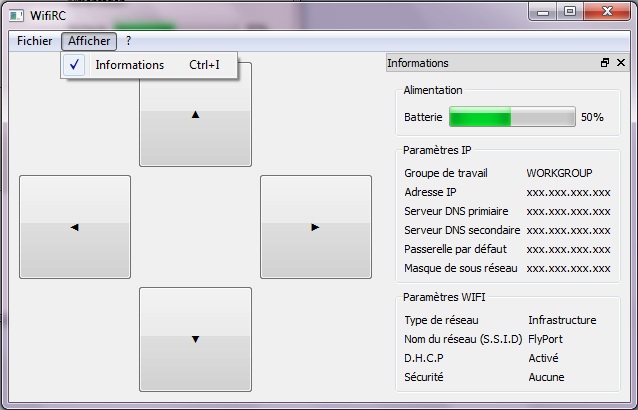 WifiRC
Fichier Afficher ?
Informations Ctrl+I
Informations
Alimentation
Batterie 50%
Paramètres IP
Groupe de travail WORKGROUP
Adresse IP xxx.xxx.xxx.xxx
Serveur DNS primiaire xxx.xxx.xxx.xxx
Serveur DNS secondaire xxx.xxx.xxx.xxx
Passerelle par défaut xxx.xxx.xxx.xxx
Masque de sous réseau xxx.xxx.xxx.xxx
Paramètres WIFI
Type de réseau Infrastructure
Nom du réseau (S.S.I.D) FlyPort
D.H.C.P Activé
Sécurité Aucune